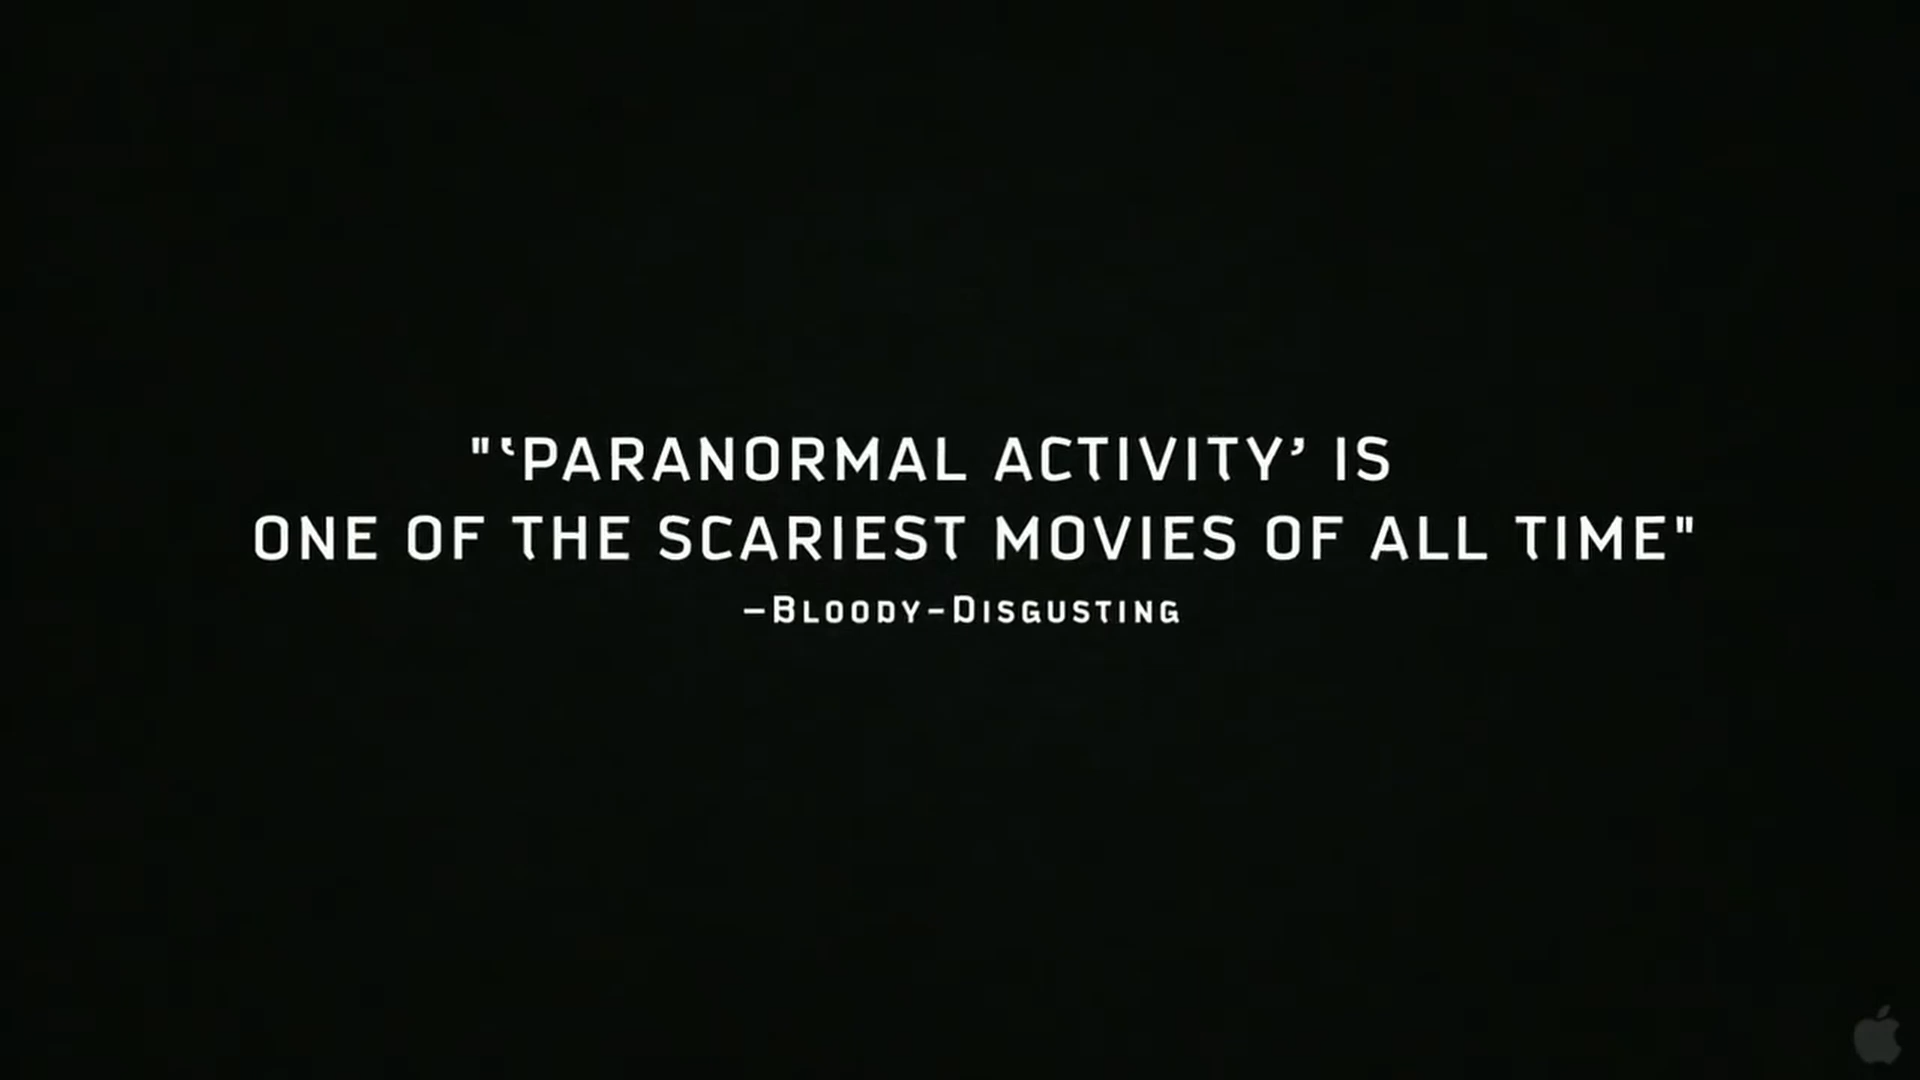 "‘PARANORMAL ACTIVITY’ IS
ONE OF THE SCARIEST MOVIES OF ALL TIME"
–BLOODY-DISGUSTING